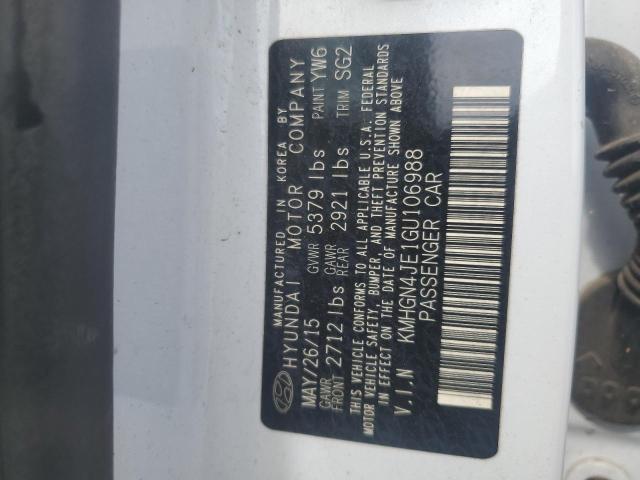 MANUFACTURED IN KOREA BY
HYUNDAI MOTOR COMPANY
MAY/26/15 GVWR 5379 lbs PAINT YW6
GAWR FRONT 2712 lbs GAWR REAR 2921 lbs TRIM SG2
THIS VEHICLE CONFORMS TO ALL APPLICABLE U.S.A. FEDERAL
MOTOR VEHICLE SAFETY, BUMPER, AND THEFT PREVENTION STANDARDS
IN EFFECT ON THE DATE OF MANUFACTURE SHOWN ABOVE
V.I.N KMHGN4JE1GU106988
PASSENGER CAR